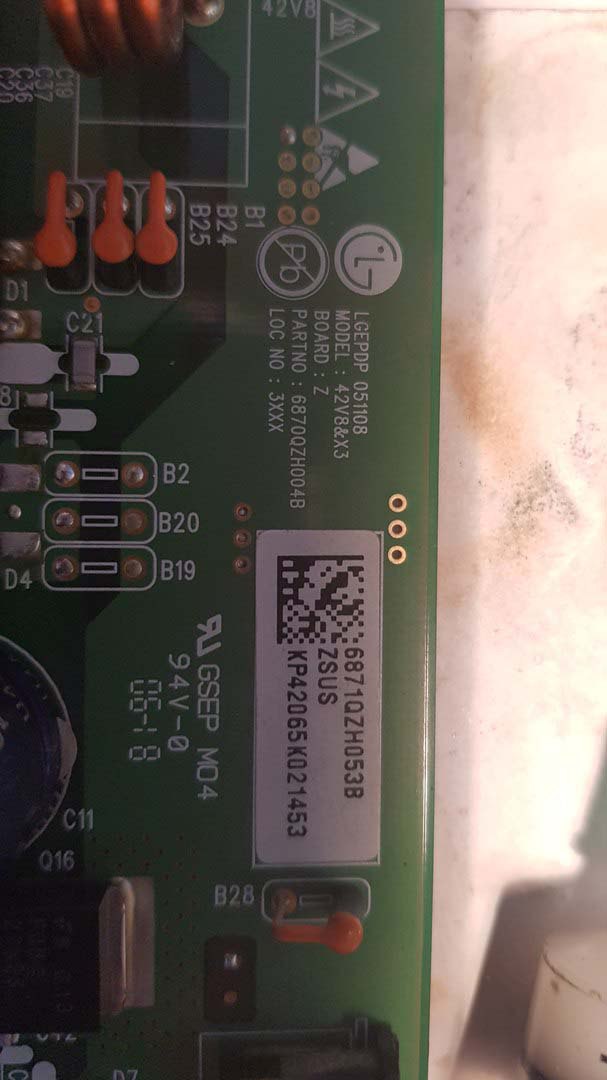 42V8
C19
C37
C36
C20
B1
B24
B25
Pb
LG
D1
C21
LGEPDP 051108
MODEL : 42V8&X3
BOARD : Z
PARTNO : 6870QZH004B
LOC NO : 3XXX
B2
B20
B19
D4
6871QZH053B
ZSUS
KP42065K021453
GSEP M04
94V-0
06-18
C11
Q16
B28
D7